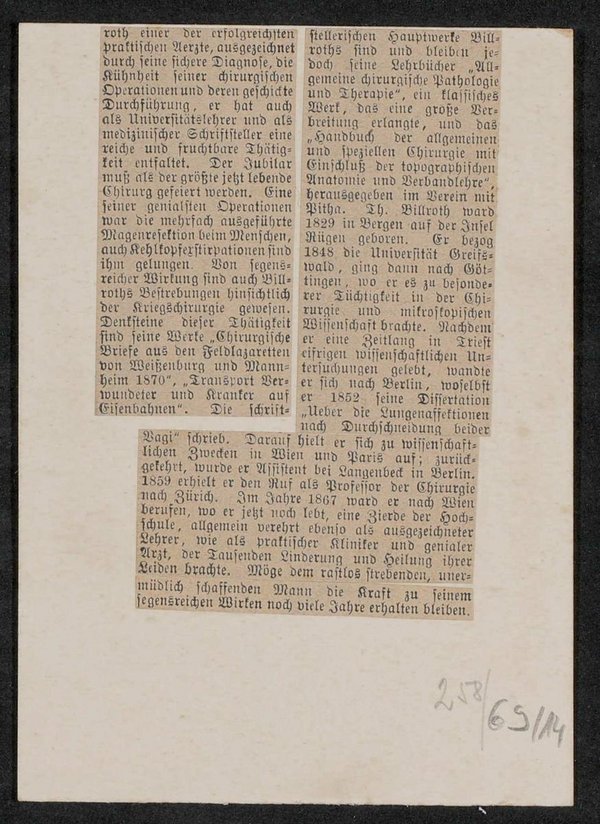 roth einer der erfolgreichsten
praktischen Aerzte, ausgezeichnet
durch seine sichere Diagnose, die
Kühnheit seiner chirurgischen
Operationen und deren geschickte
Durchführung, er hat auch
als Universitätslehrer und als
medizinischer Schriftsteller eine
reiche und fruchtbare Thätig-
keit entfaltet. Der Jubilar
muß als der größte jetzt lebende
Chirurg gefeiert werden. Eine
seiner genialsten Operationen
war die mehrfach ausgeführte
Magenresektion beim Menschen,
auch Kehlkopfexstirpationen sind
ihm gelungen. Von segens-
reicher Wirkung sind auch Bill-
roths Bestrebungen hinsichtlich
der Kriegschirurgie gewesen.
Denksteine dieser Thätigkeit
sind seine Werke „Chirurgische
Briefe aus den Feldlazaretten
von Weißenburg und Mann-
heim 1870“, „Transport Ver-
wundeter und Kranker auf
Eisenbahnen“. Die schrift-
stellerischen Hauptwerke Bill-
roths sind und bleiben je-
doch seine Lehrbücher „All-
gemeine chirurgische Pathologie
und Therapie“, ein klassisches
Werk, das eine große Ver-
breitung erlangte, und das
„Handbuch der allgemeinen
und speziellen Chirurgie mit
Einschluß der topographischen
Anatomie und Verbandlehre“,
herausgegeben im Verein mit
Pitha. Th. Billroth ward
1829 in Bergen auf der Insel
Rügen geboren. Er bezog
1848 die Universität Greifs-
wald, ging dann nach Göt-
tingen, wo er es zu besonde-
rer Tüchtigkeit in der Chi-
rurgie und mikroskopischen
Wissenschaft brachte. Nachdem
er eine Zeitlang in Triest
eifrigen wissenschaftlichen Un-
tersuchungen gelebt, wandte
er sich nach Berlin, woselbst
er 1852 seine Dissertation
„Ueber die Lungenaffektionen
nach Durchschneidung beider
Vagi“ schrieb. Darauf hielt er sich zu wissenschaft-
lichen Zwecken in Wien und Paris auf; zurück-
gekehrt, wurde er Assistent bei Langenbeck in Berlin.
1859 erhielt er den Ruf als Professor der Chirurgie
nach Zürich. Im Jahre 1867 ward er nach Wien
berufen, wo er jetzt noch lebt, eine Zierde der Hoch-
schule, allgemein verehrt ebenso als ausgezeichneter
Lehrer, wie als praktischer Kliniker und genialer
Arzt, der Tausenden Linderung und Heilung ihrer
Leiden brachte. Möge dem rastlos strebenden, uner-
müdlich schaffenden Mann die Kraft zu seinem
segensreichen Wirken noch viele Jahre erhalten bleiben.
258/69/14